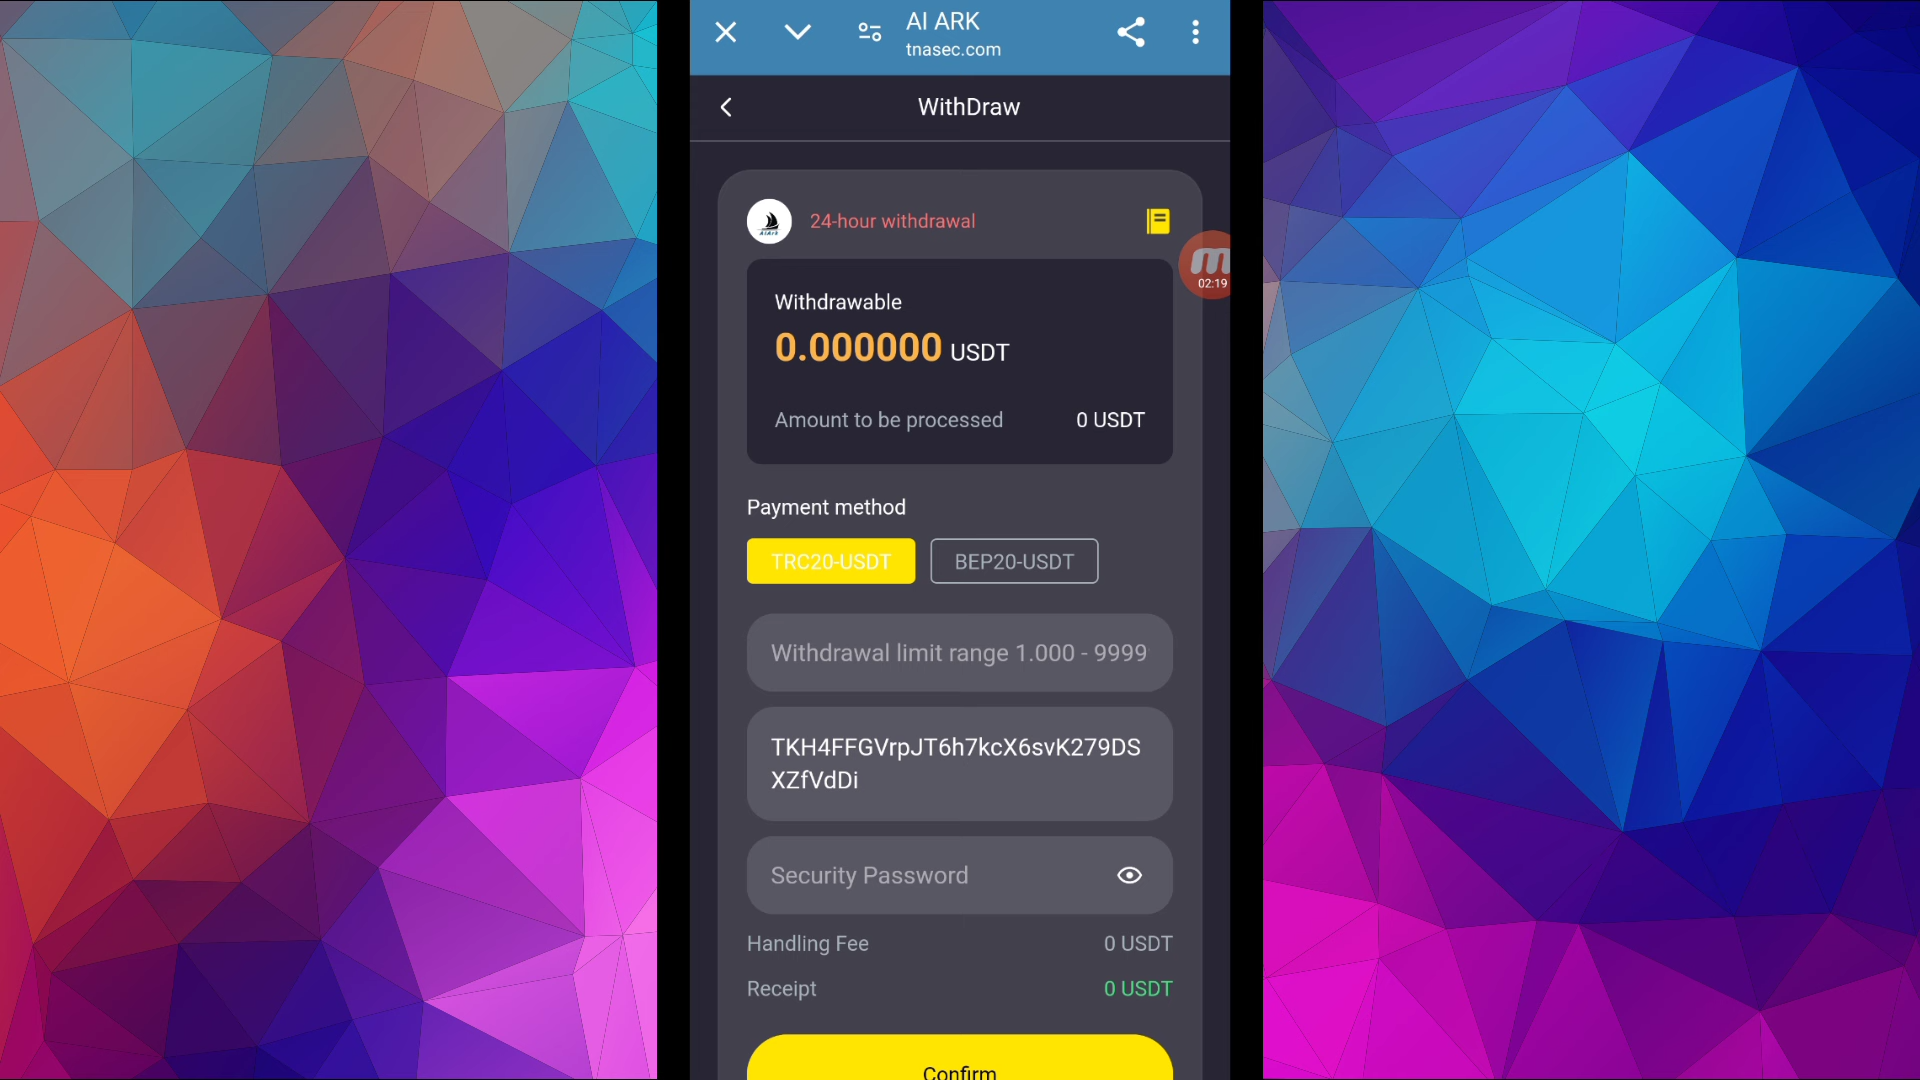 AI ARK
tnasec.com
WithDraw
24-hour withdrawal
02:19
Withdrawable
0.000000 USDT
Amount to be processed 0 USDT
Payment method
TRC20-USDT BEP20-USDT
Withdrawal limit range 1.000 - 9999
TKH4FFGVrpJT6h7kcX6svK279DS
XZfVdDi
Security Password
Handling Fee 0 USDT
Receipt 0 USDT
Confirm